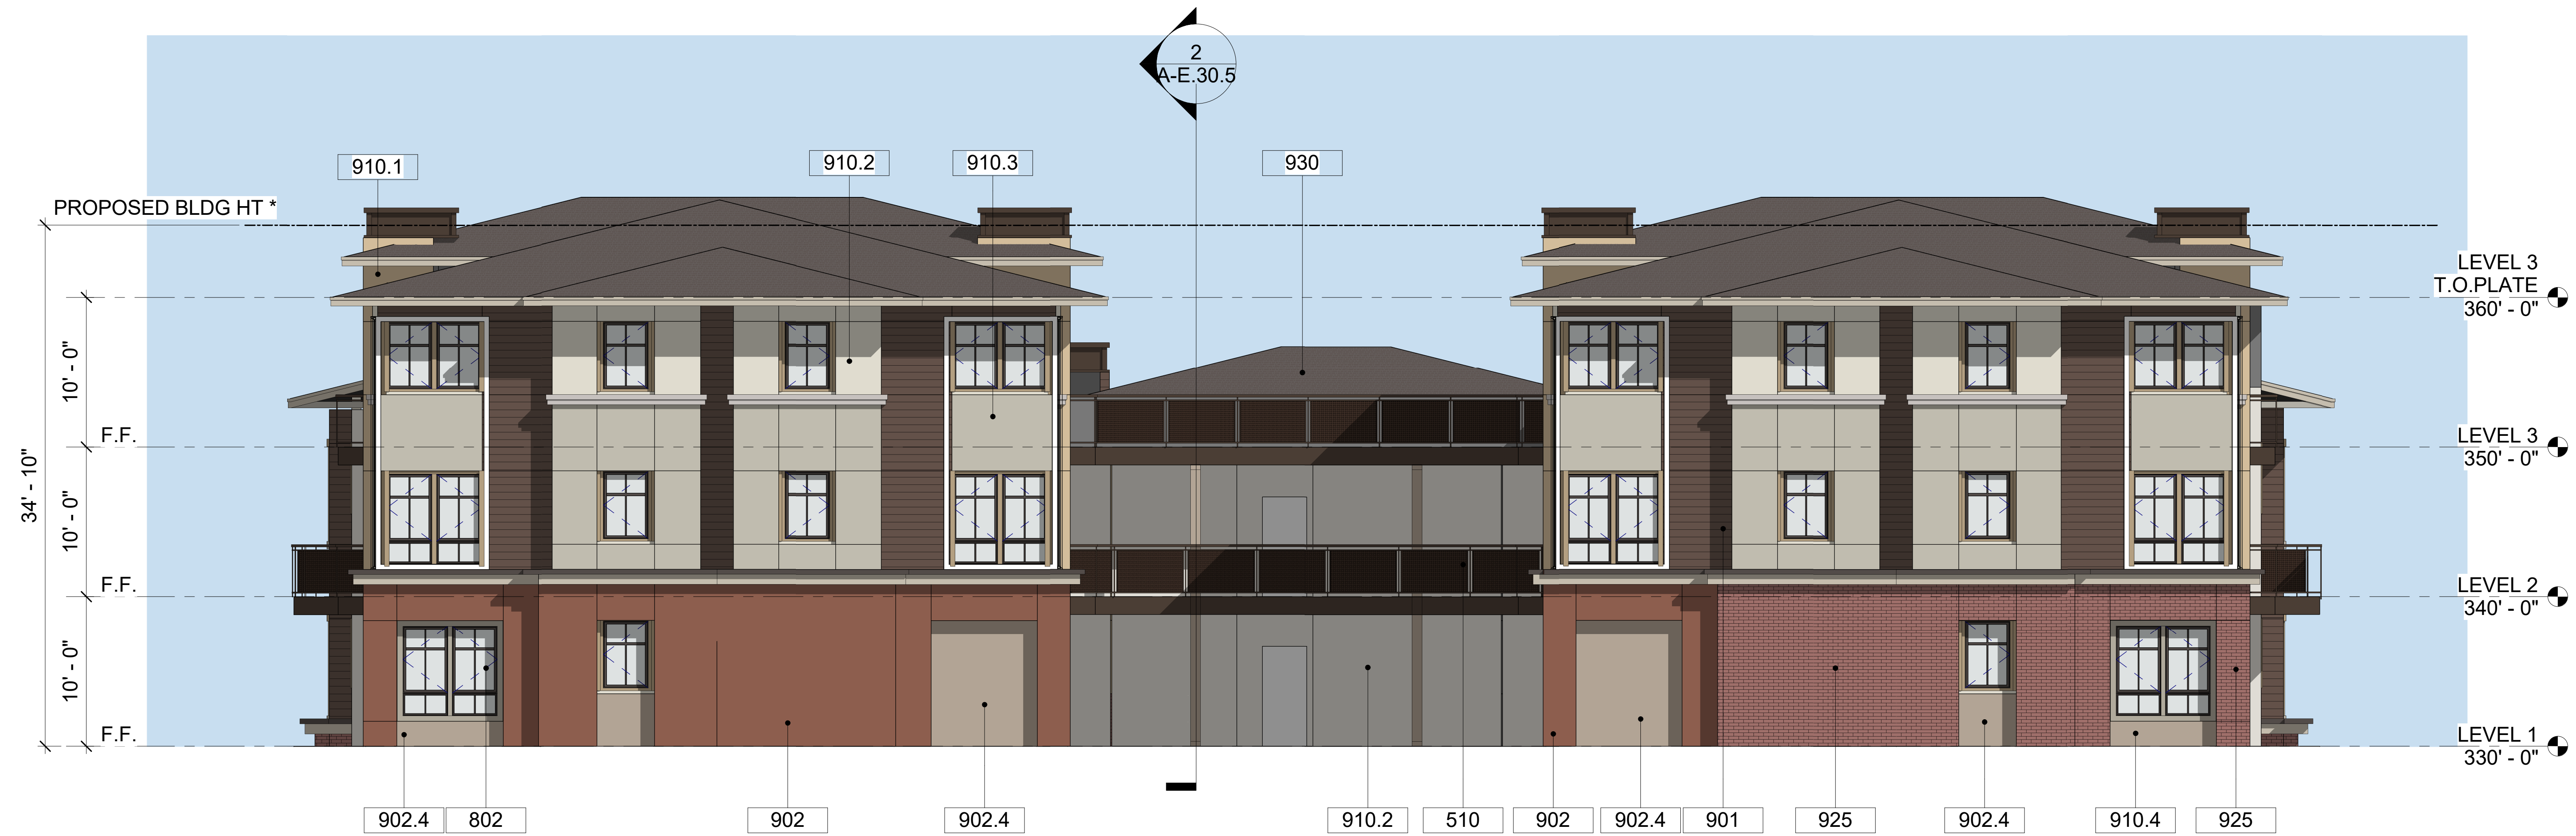 2
A-E.30.5
910.1
910.2
910.3
930
PROPOSED BLDG HT *
LEVEL 3
T.O.PLATE
360' - 0"
10' - 0"
F.F.
LEVEL 3
350' - 0"
34' - 10"
10' - 0"
F.F.
LEVEL 2
340' - 0"
10' - 0"
F.F.
LEVEL 1
330' - 0"
902.4
802
902
902.4
910.2
510
902
902.4
901
925
902.4
910.4
925